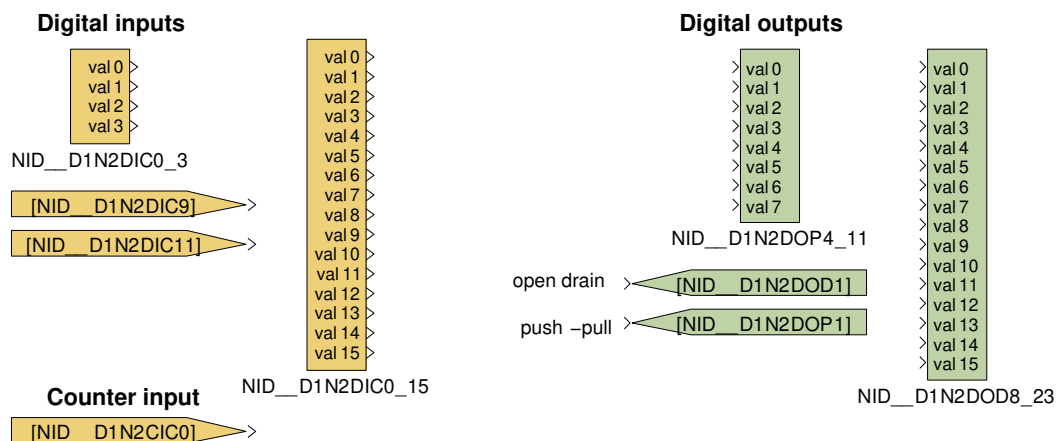 Digital inputs
val 0
val 1
val 2
val 3
NID__D1N2DIC0_3
[NID__D1N2DIC9]
[NID__D1N2DIC11]
val 0
val 1
val 2
val 3
val 4
val 5
val 6
val 7
val 8
val 9
val 10
val 11
val 12
val 13
val 14
val 15
NID__D1N2DIC0_15
Counter input
[NID__D1N2CIC0]
Digital outputs
val 0
val 1
val 2
val 3
val 4
val 5
val 6
val 7
NID__D1N2DOP4_11
open drain
[NID__D1N2DOD1]
push –pull
[NID__D1N2DOP1]
val 0
val 1
val 2
val 3
val 4
val 5
val 6
val 7
val 8
val 9
val 10
val 11
val 12
val 13
val 14
val 15
NID__D1N2DOD8_23